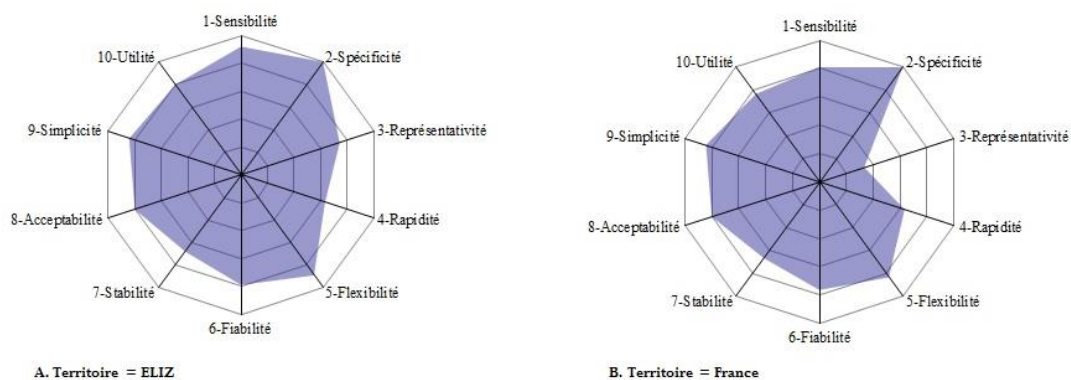 1-Sensibilité
2-Spécificité
3-Représentativité
4-Rapidité
5-Flexibilité
6-Fiabilité
7-Stabilité
8-Acceptabilité
9-Simplicité
10-Utilité
A. Territoire = ELIZ
1-Sensibilité
2-Spécificité
3-Représentativité
4-Rapidité
5-Flexibilité
6-Fiabilité
7-Stabilité
8-Acceptabilité
9-Simplicité
10-Utilité
B. Territoire = France